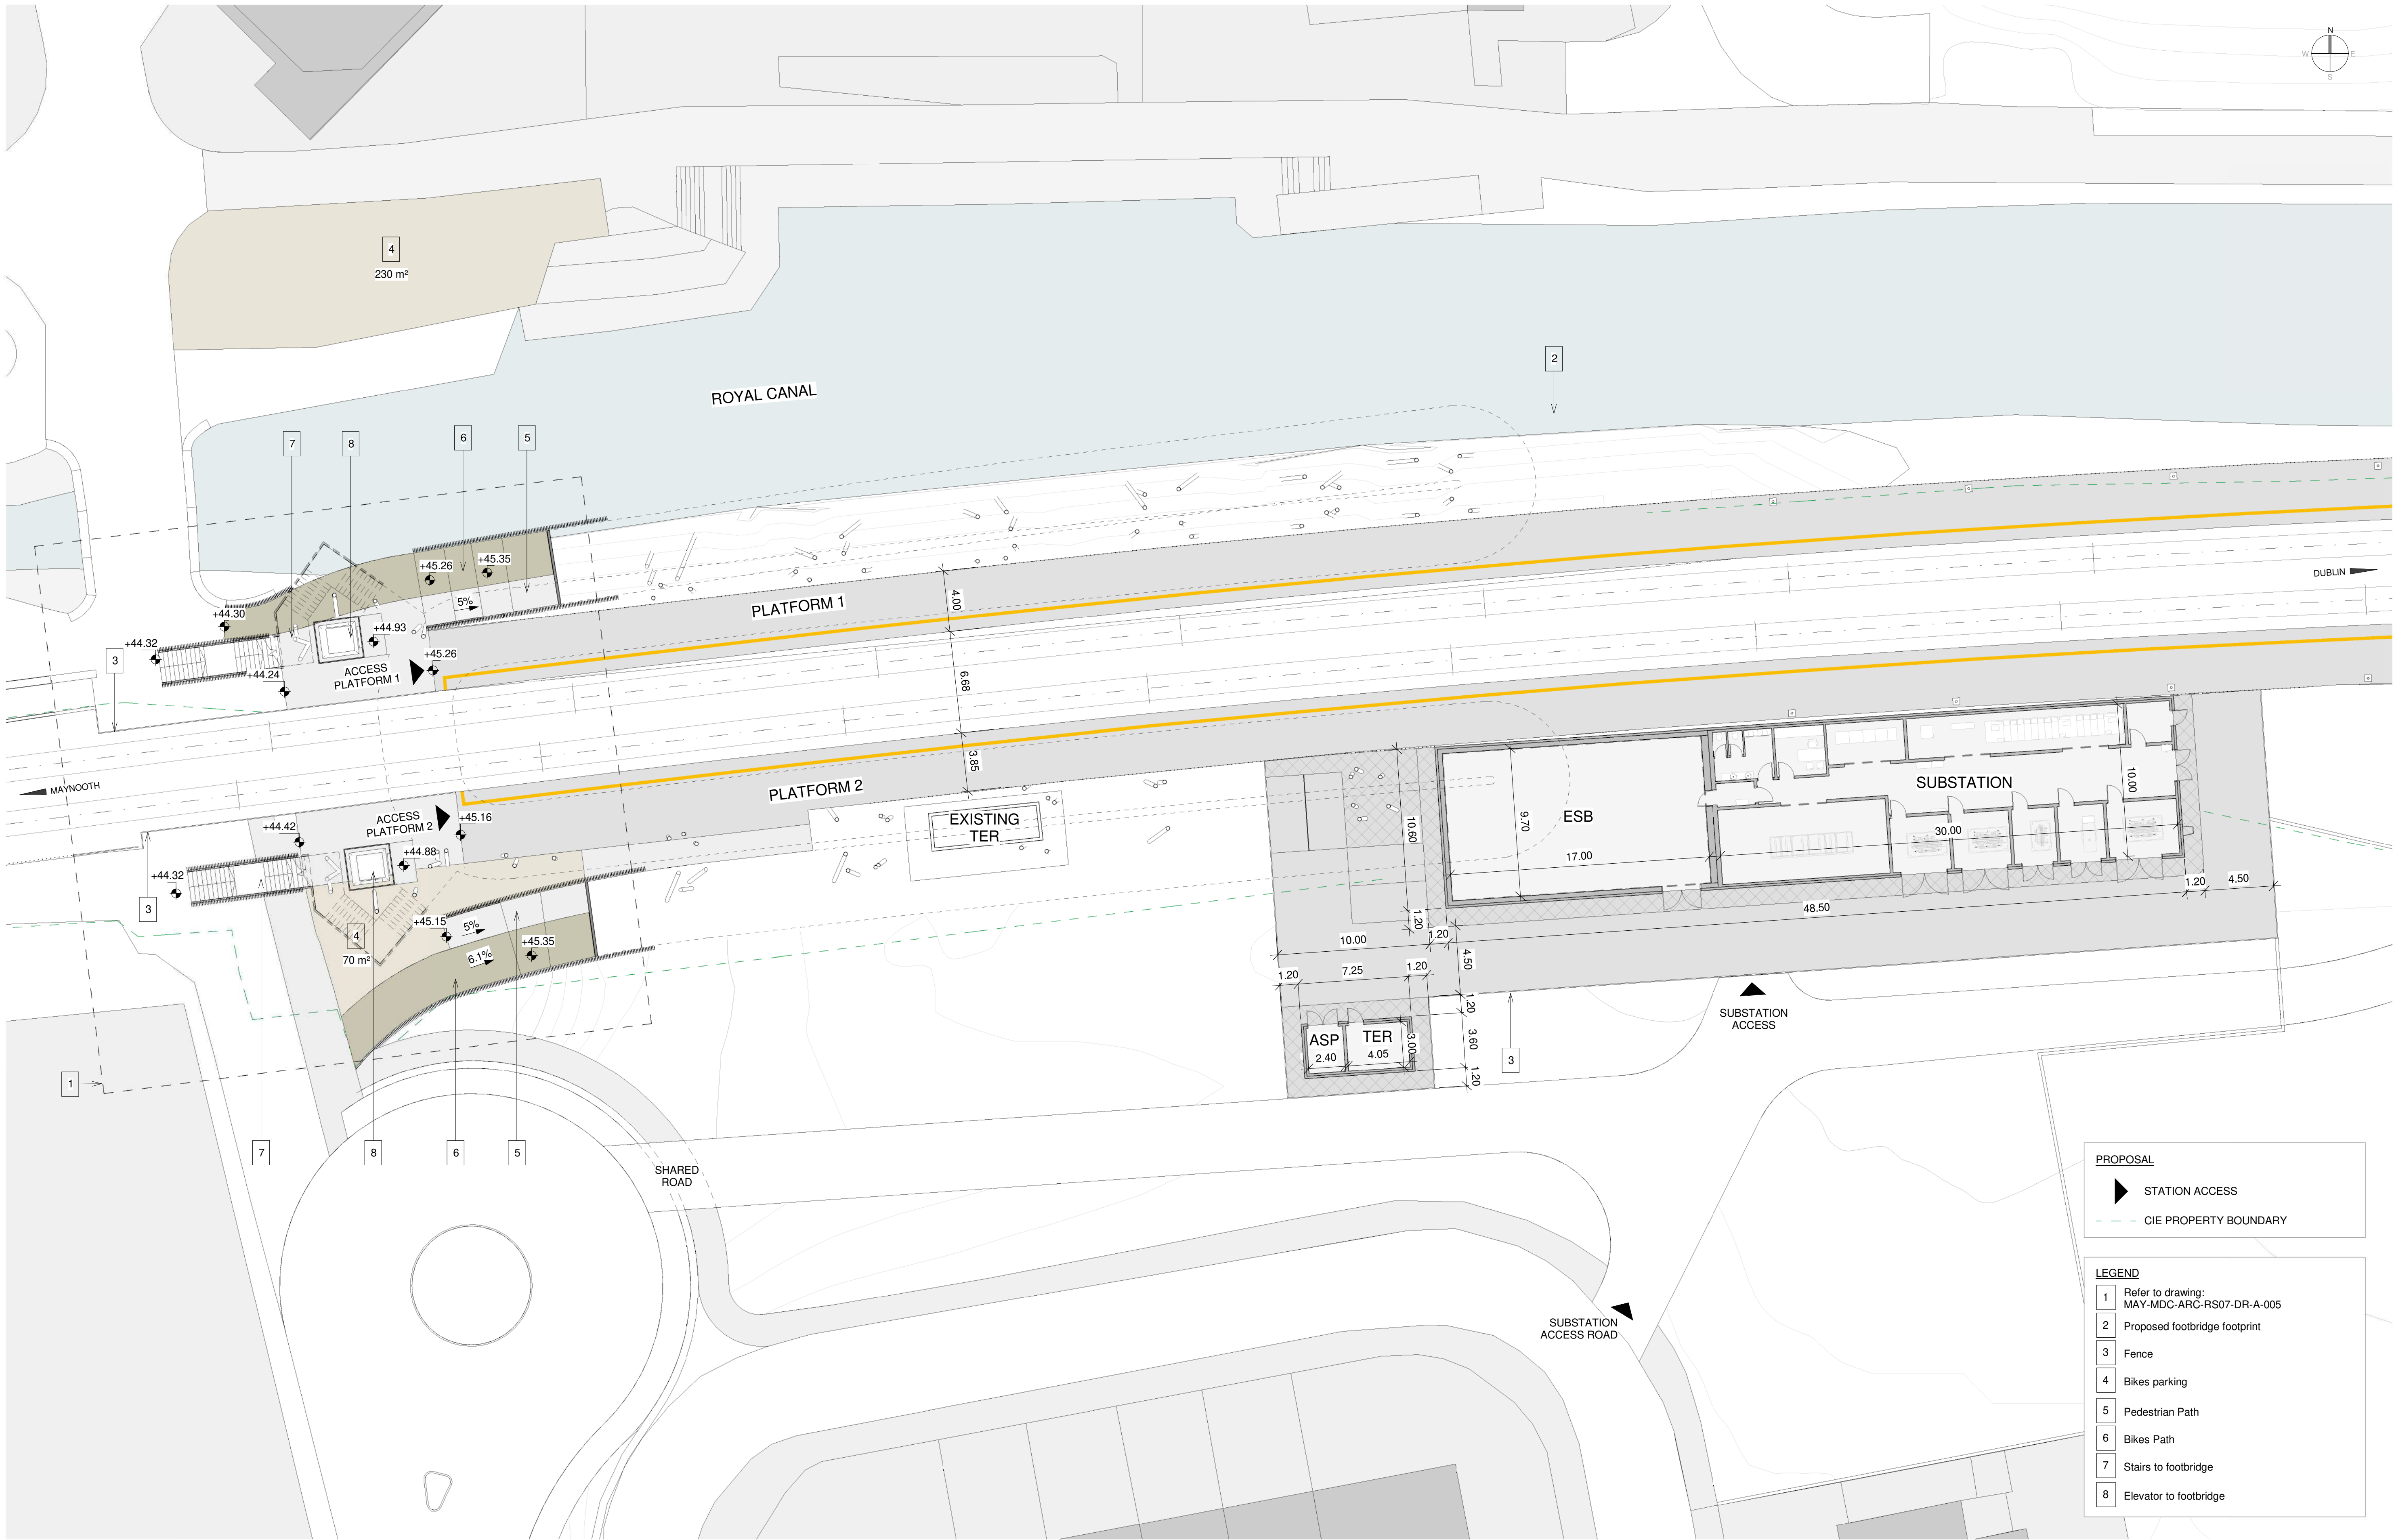 N
W
E
S
4
230 m²
2
ROYAL CANAL
7
8
6
5
+45.26
+45.35
5%
+44.30
+44.93
+44.32
3
+44.24
+45.26
ACCESS
PLATFORM 1
PLATFORM 1
4.00
6.68
3.85
DUBLIN
MAYNOOTH
PLATFORM 2
ACCESS
PLATFORM 2
+44.42
+45.16
+44.88
+44.32
3
EXISTING
TER
ESB
SUBSTATION
9.70
10.60
10.00
17.00
30.00
1.20
4.50
48.50
1.20
10.00
1.20
4.50
+45.15
5%
4
70 m²
6.1%
+45.35
1.20
7.25
1.20
1.20
3.60
1.20
ASP
2.40
TER
4.05
3.00
3
SUBSTATION
ACCESS
1
7
8
6
5
SHARED
ROAD
SUBSTATION
ACCESS ROAD
PROPOSAL
STATION ACCESS
CIE PROPERTY BOUNDARY
LEGEND
1 Refer to drawing:
MAY-MDC-ARC-RS07-DR-A-005
2 Proposed footbridge footprint
3 Fence
4 Bikes parking
5 Pedestrian Path
6 Bikes Path
7 Stairs to footbridge
8 Elevator to footbridge